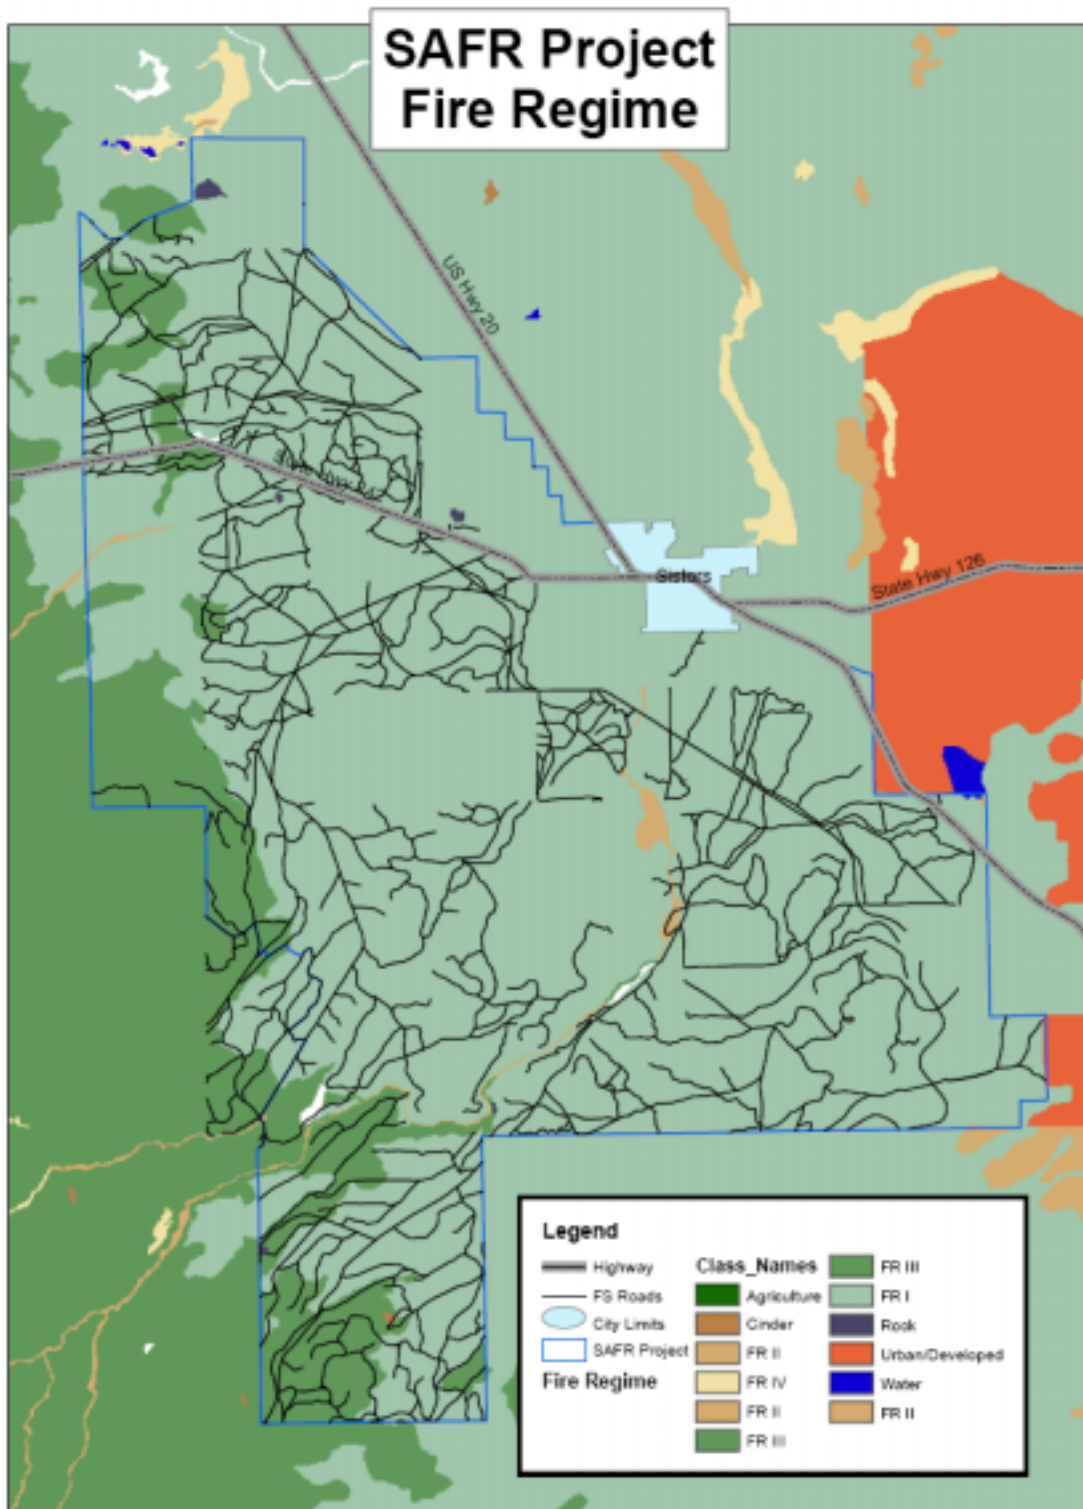 SAFR Project
Fire Regime
US Hwy 20
Sisters
State Hwy 126
Legend
Highway
FS Roads
City Limits
SAFR Project
Fire Regime
Class_Names
Agriculture
Cinder
FR II
FR IV
FR II
FR III
FR III
FR I
Rock
Urban/Developed
Water
FR II